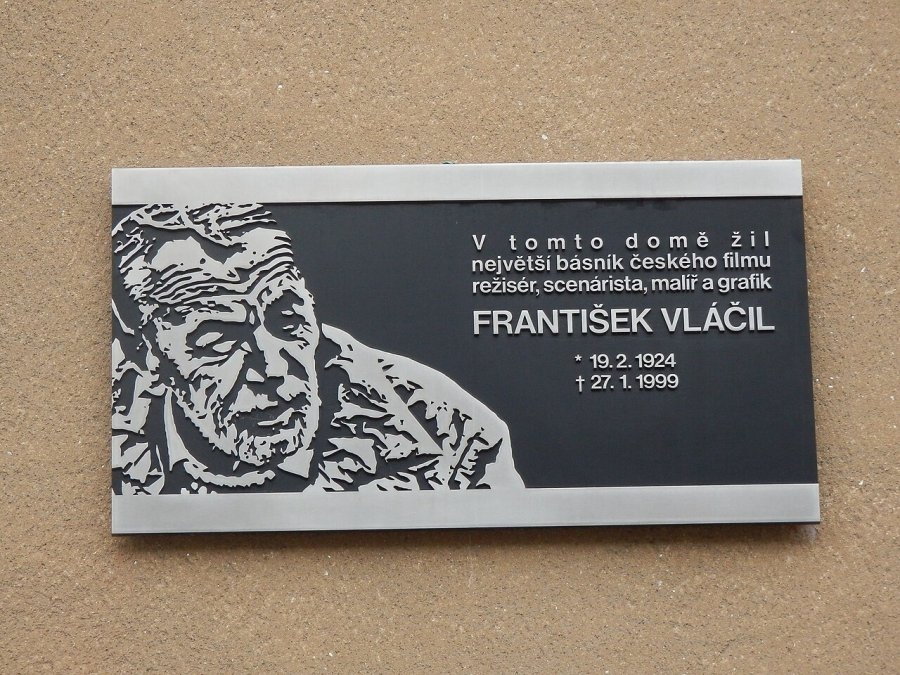 V tomto domě žil
největší básník českého filmu
režisér, scenárista, malíř a grafik
FRANTIŠEK VLÁČIL
* 19. 2. 1924
† 27. 1. 1999